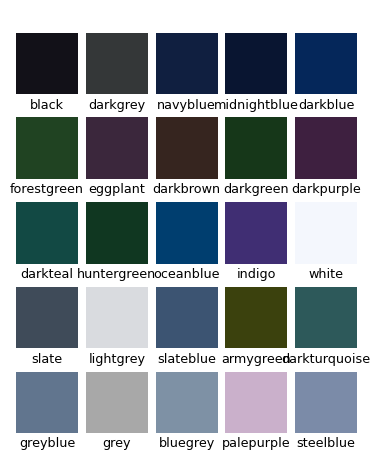 black darkgrey navyblue midnightblue darkblue
forestgreen eggplant darkbrown darkgreen darkpurple
darkteal huntergreen oceanblue indigo white
slate lightgrey slateblue armygreen darkturquoise
greyblue grey bluegrey palepurple steelblue